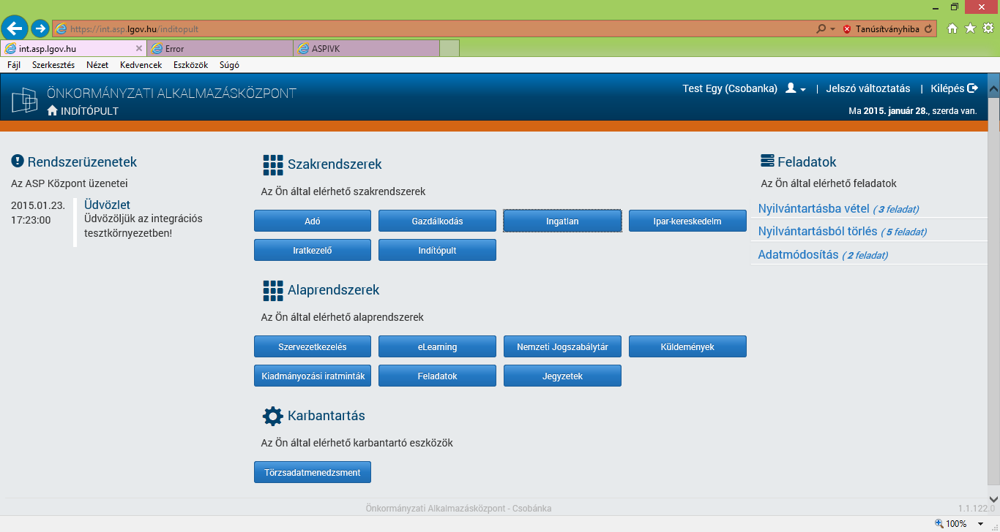 https://int.asp.lgov.hu/inditopult
Tanúsítványhiba
int.asp.lgov.hu
Error
ASPIVK
Fájl Szerkesztés Nézet Kedvencek Eszközök Súgó
ÖNKORMÁNYZATI ALKALMAZÁSKÖZPONT
INDÍTÓPULT
Test Egy (Csobanka) | Jelszó változtatás | Kilépés
Ma 2015. január 28., szerda van.
Rendszerüzenetek
Az ASP Központ üzenetei
2015.01.23.
17:23:00
Üdvözlet
Üdvözöljük az integrációs
tesztkörnyezetben!
Szakrendszerek
Az Ön által elérhető szakrendszerek
Adó Gazdálkodás Ingatlan Ipar-kereskedelm
Iratkezelő Indítópult
Alaprendszerek
Az Ön által elérhető alaprendszerek
Szervezetkezelés eLearning Nemzeti Jogszabálytár Küldemények
Kiadmányozási iratminták Feladatok Jegyzetek
Karbantartás
Az Ön által elérhető karbantartó eszközök
Törzsadatmenedzsment
Feladatok
Az Ön által elérhető feladatok
Nyilvántartásba vétel ( 3 feladat)
Nyilvántartásból törlés ( 5 feladat)
Adatmódosítás ( 2 feladat)
Önkormányzati Alkalmazásközpont - Csobánka
1.1.122.0
100%